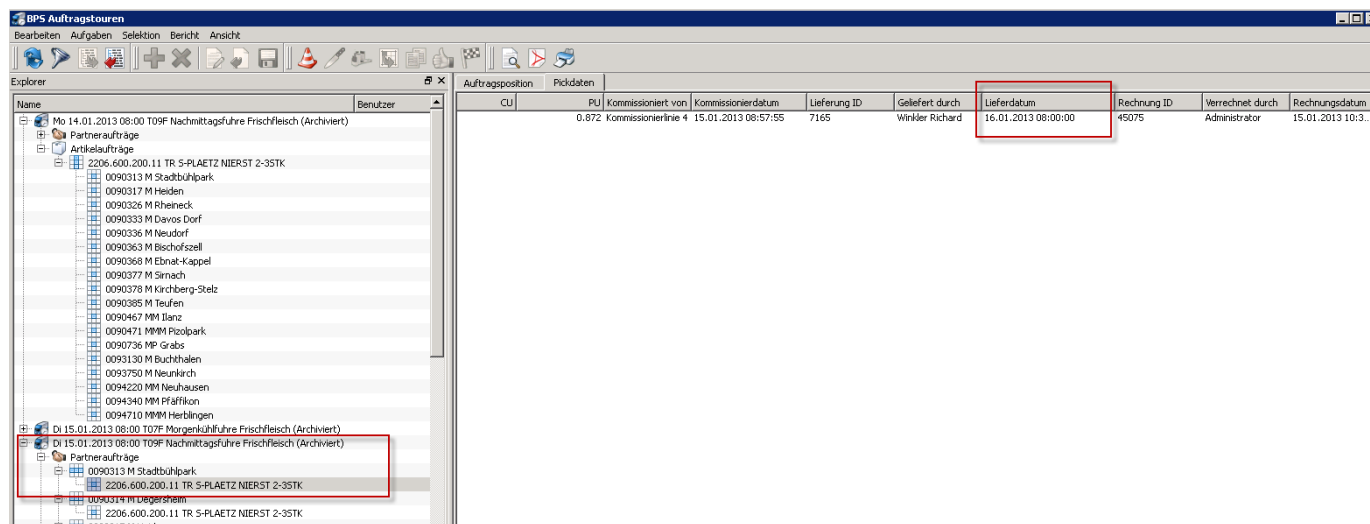 BPS Auftragstouren
Bearbeiten Aufgaben Selektion Bericht Ansicht
Explorer
Auftragsposition Pickdaten
Name Benutzer
CU PU Kommissioniert von Kommissionierdatum Lieferung ID Geliefert durch Lieferdatum Rechnung ID Verrechnet durch Rechnungsdatum
0.872 Kommissionierlinie 4 15.01.2013 08:57:55 7165 Winkler Richard 16.01.2013 08:00:00 45075 Administrator 15.01.2013 10:3...
Mo 14.01.2013 08:00 T09F Nachmittagsfuhre Frischfleisch (Archiviert)
Partneraufträge
Artikelaufträge
2206.600.200.11 TR S-PLAETZ NIERST 2-3STK
0090313 M Stadtbühlpark
0090317 M Heiden
0090326 M Rheineck
0090333 M Davos Dorf
0090336 M Neudorf
0090363 M Bischofszell
0090368 M Ebnat-Kappel
0090377 M Sirnach
0090378 M Kirchberg-Stelz
0090385 M Teufen
0090467 MM Ilanz
0090471 MMM Pizolpark
0090736 MP Grabs
0093130 M Buchthalen
0093750 M Neunkirch
0094220 MM Neuhausen
0094340 MM Pfäffikon
0094710 MMM Herblingen
Di 15.01.2013 08:00 T07F Morgenkühlfuhre Frischfleisch (Archiviert)
Di 15.01.2013 08:00 T09F Nachmittagsfuhre Frischfleisch (Archiviert)
Partneraufträge
0090313 M Stadtbühlpark
2206.600.200.11 TR S-PLAETZ NIERST 2-3STK
0090314 M Degersheim
2206.600.200.11 TR S-PLAETZ NIERST 2-3STK